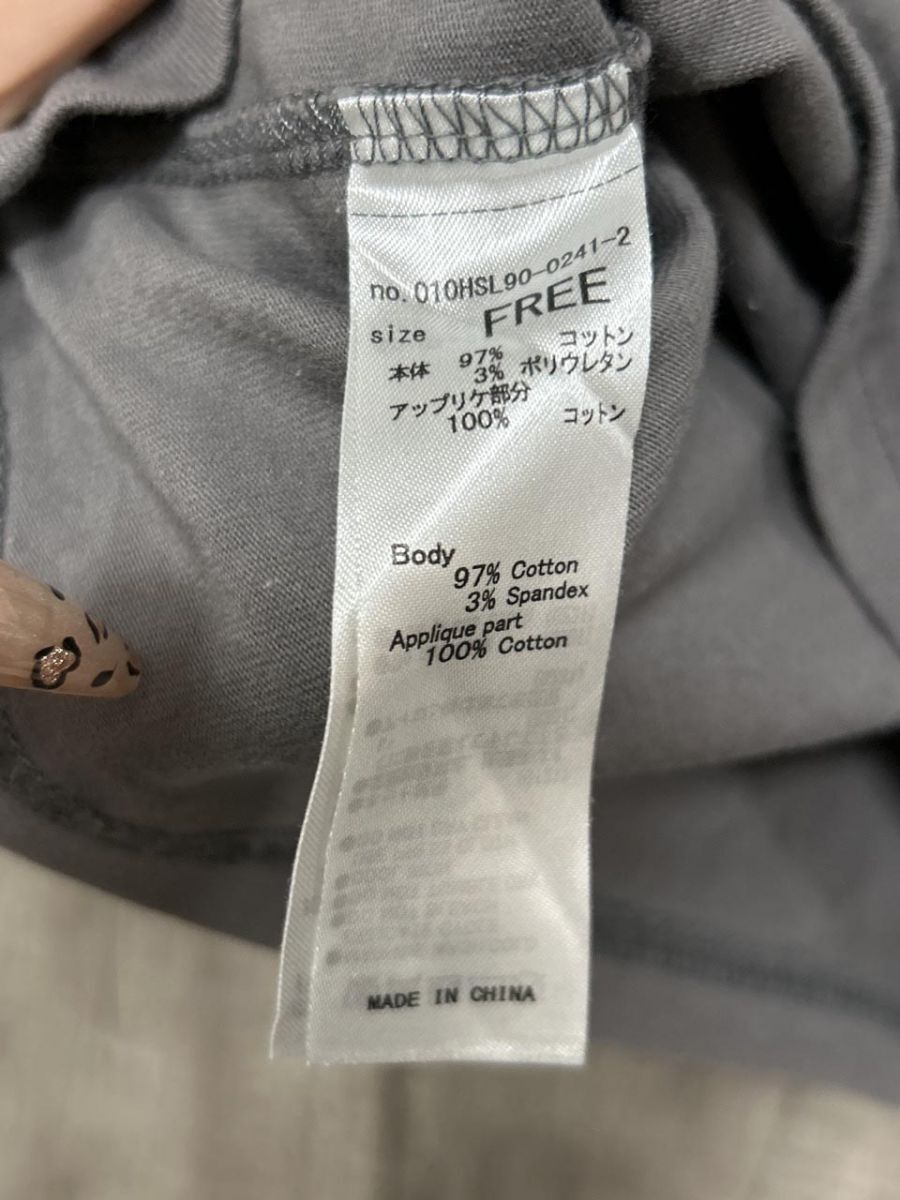 no. 010HSL90-0241-2
size FREE
本体 97% コットン
3% ポリウレタン
アップリケ部分
100% コットン
Body
97% Cotton
3% Spandex
Applique part
100% Cotton
MADE IN CHINA